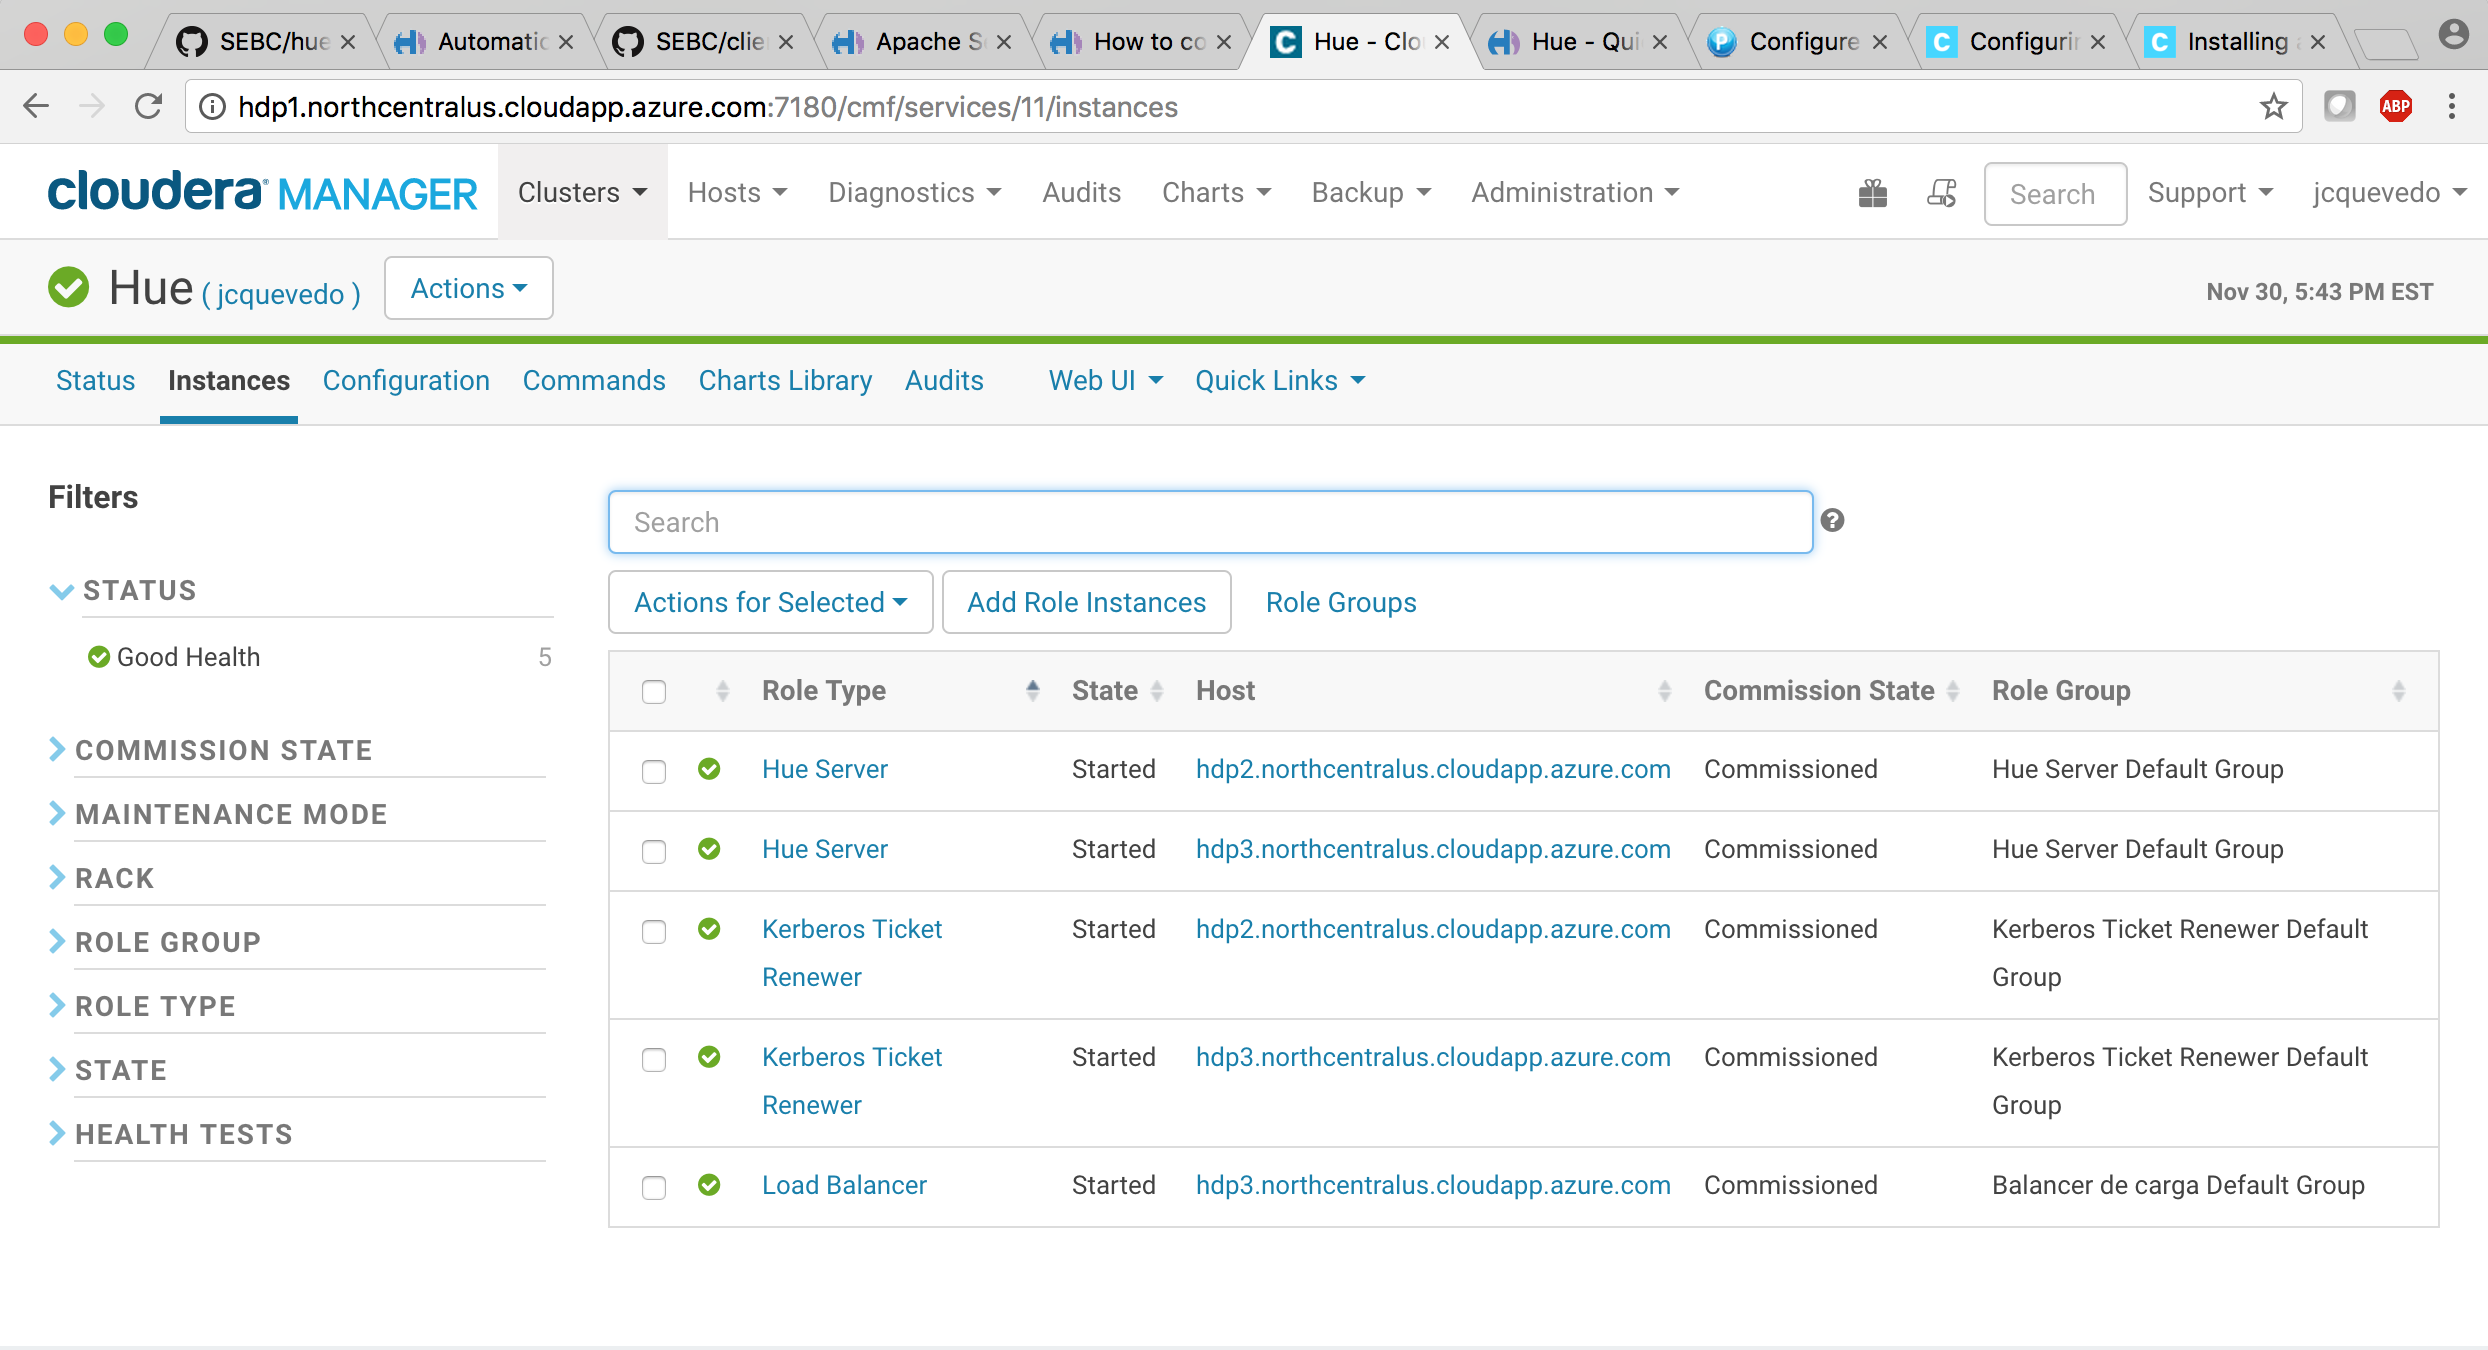 SEBC/hue
Automatic
SEBC/clie
Apache S
How to co
Hue - Clo
Hue - Qui
Configure
Configurin
Installing
hdp1.northcentralus.cloudapp.azure.com:7180/cmf/services/11/instances
ABP
cloudera MANAGER
Clusters
Hosts
Diagnostics
Audits
Charts
Backup
Administration
Search
Support
jcquevedo
Hue ( jcquevedo )
Actions
Nov 30, 5:43 PM EST
Status
Instances
Configuration
Commands
Charts Library
Audits
Web UI
Quick Links
Filters
STATUS
Good Health 5
COMMISSION STATE
MAINTENANCE MODE
RACK
ROLE GROUP
ROLE TYPE
STATE
HEALTH TESTS
Search
Actions for Selected
Add Role Instances
Role Groups
Role Type State Host Commission State Role Group
Hue Server Started hdp2.northcentralus.cloudapp.azure.com Commissioned Hue Server Default Group
Hue Server Started hdp3.northcentralus.cloudapp.azure.com Commissioned Hue Server Default Group
Kerberos Ticket Started hdp2.northcentralus.cloudapp.azure.com Commissioned Kerberos Ticket Renewer Default
Renewer Group
Kerberos Ticket Started hdp3.northcentralus.cloudapp.azure.com Commissioned Kerberos Ticket Renewer Default
Renewer Group
Load Balancer Started hdp3.northcentralus.cloudapp.azure.com Commissioned Balancer de carga Default Group